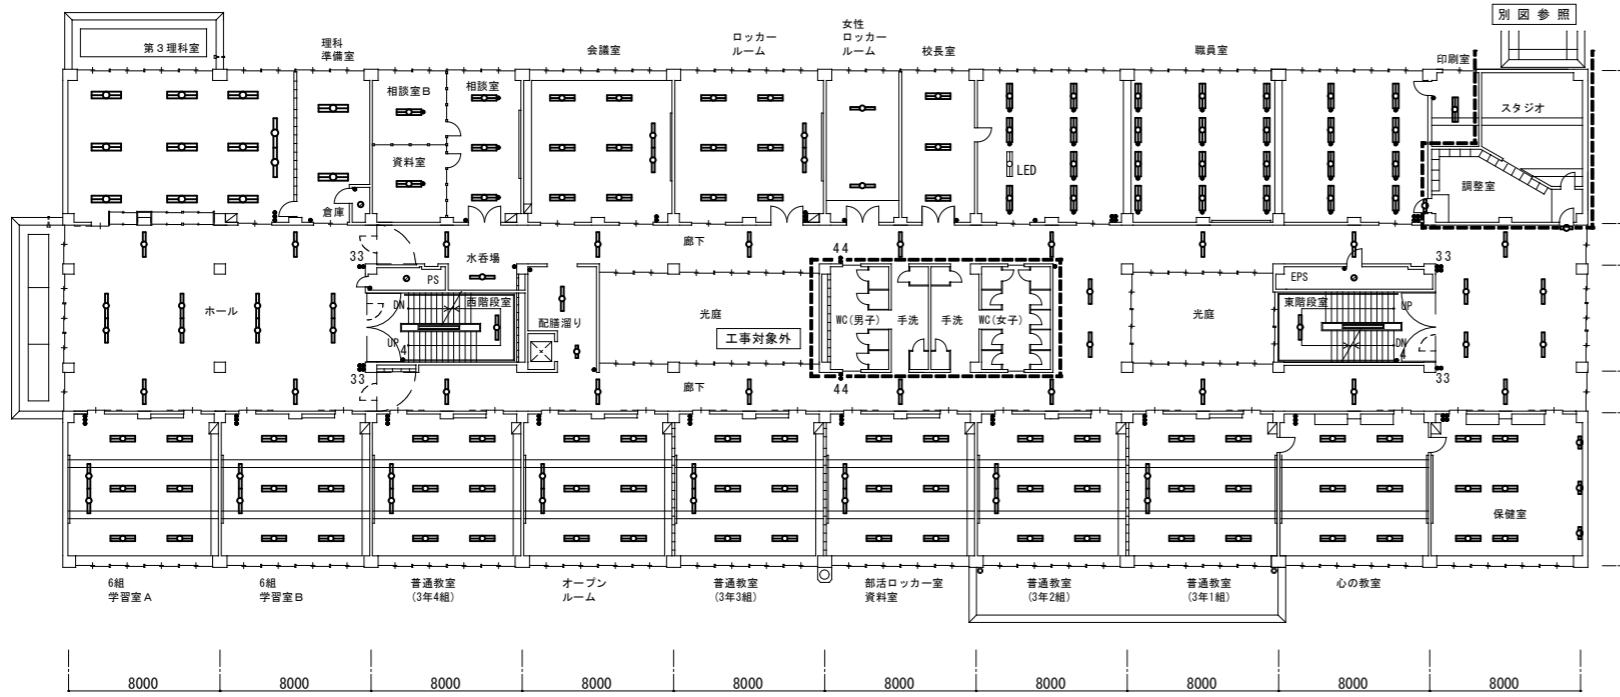 別図参照
第3理科室
理科
準備室
会議室
ロッカー
ルーム
女性
ロッカー
ルーム
校長室
職員室
印刷室
相談室B
相談室
スタジオ
資料室
LED
調整室
倉庫
廊下
33
水呑場
44
33
PS
EPS
ホール
DN
西階段室
配膳溜り
光庭
WC(男子)
手洗
手洗
WC(女子)
光庭
東階段室
UP
工事対象外
UP
4
DN
4
33
廊下
44
33
保健室
6組
学習室A
6組
学習室B
普通教室
(3年4組)
オープン
ルーム
普通教室
(3年3組)
部活ロッカー室
資料室
普通教室
(3年2組)
普通教室
(3年1組)
心の教室
8000
8000
8000
8000
8000
8000
8000
8000
8000
8000